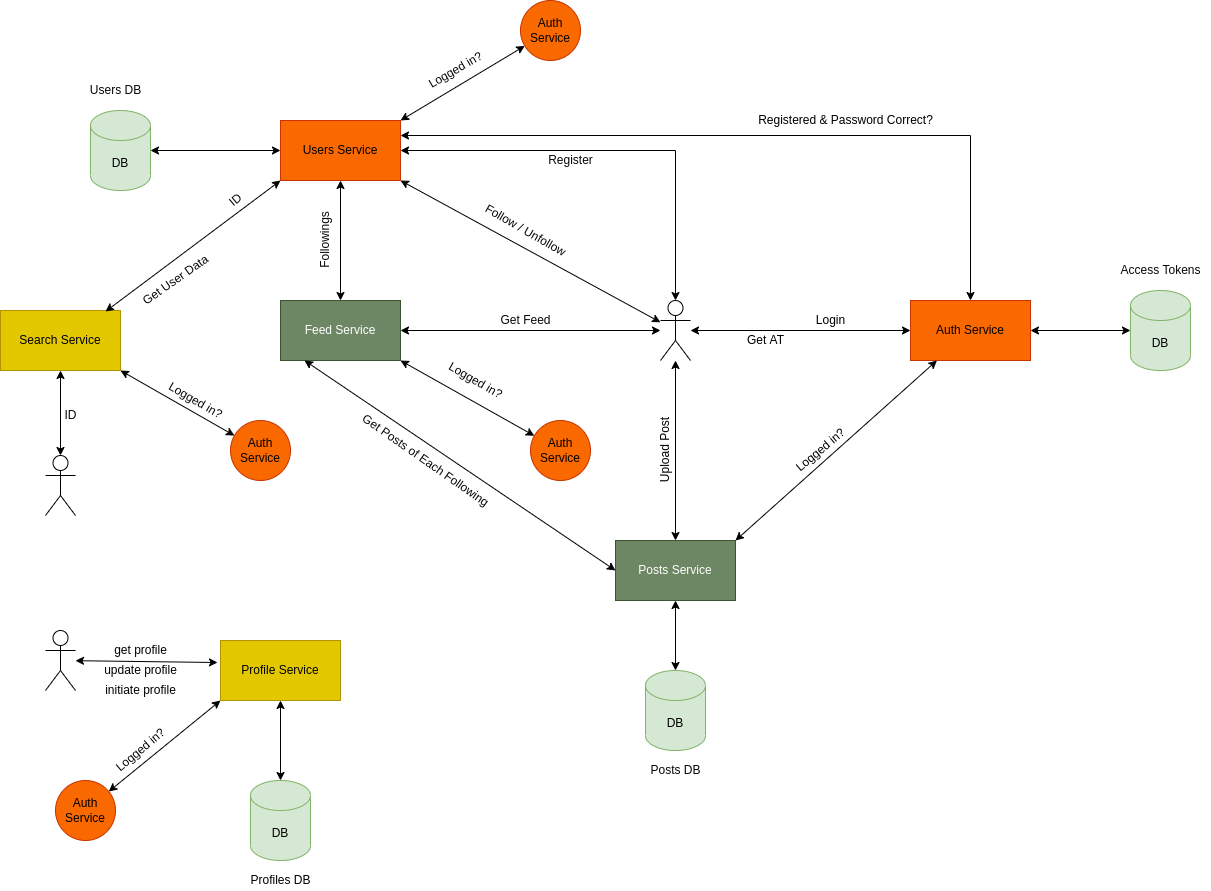 Auth
Service
Logged in?
Users DB
DB
Users Service
Registered & Password Correct?
Register
ID
Get User Data
Followings
Follow / Unfollow
Search Service
Feed Service
Get Feed
Login
Get AT
Auth Service
Access Tokens
DB
ID
Logged in?
Auth
Service
Logged in?
Auth
Service
Get Posts of Each Following
Upload Post
Logged in?
Posts Service
DB
Posts DB
get profile
update profile
initiate profile
Profile Service
Logged in?
Auth
Service
DB
Profiles DB